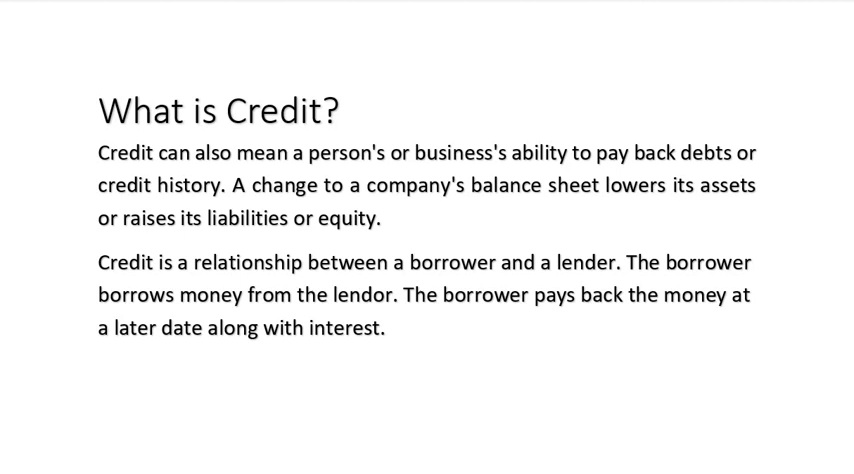 What is Credit?
Credit can also mean a person's or business's ability to pay back debts or
credit history. A change to a company's balance sheet lowers its assets
or raises its liabilities or equity.
Credit is a relationship between a borrower and a lender. The borrower
borrows money from the lendor. The borrower pays back the money at
a later date along with interest.